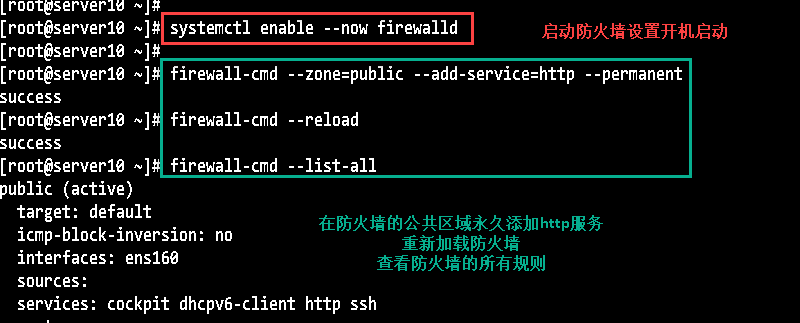 [root@server10 ~]#
[root@server10 ~]# systemctl enable --now firewalld
启动防火墙设置开机启动
[root@server10 ~]#
[root@server10 ~]# firewall-cmd --zone=public --add-service=http --permanent
success
[root@server10 ~]# firewall-cmd --reload
success
[root@server10 ~]# firewall-cmd --list-all
public (active)
  target: default
  icmp-block-inversion: no
  interfaces: ens160
  sources:
  services: cockpit dhcpv6-client http ssh
在防火墙的公共区域永久添加http服务
重新加载防火墙
查看防火墙的所有规则